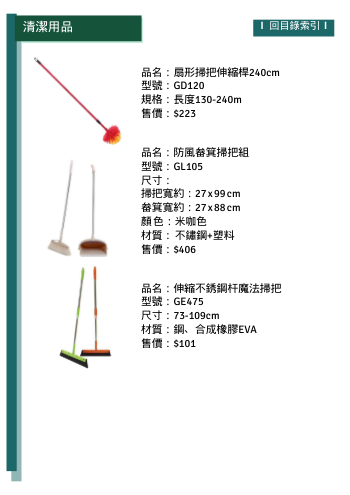 清潔用品
I 回目錄索引 I
品名：扇形掃把伸縮桿240cm
型號：GD120
規格：長度130-240m
售價：$223
品名：防風畚箕掃把組
型號：GL105
尺寸：
掃把寬約：27x99cm
畚箕寬約：27x88cm
顏色：米咖色
材質：不鏽鋼+塑料
售價：$406
品名：伸縮不銹鋼杆魔法掃把
型號：GE475
尺寸：73-109cm
材質：鋼、合成橡膠EVA
售價：$101